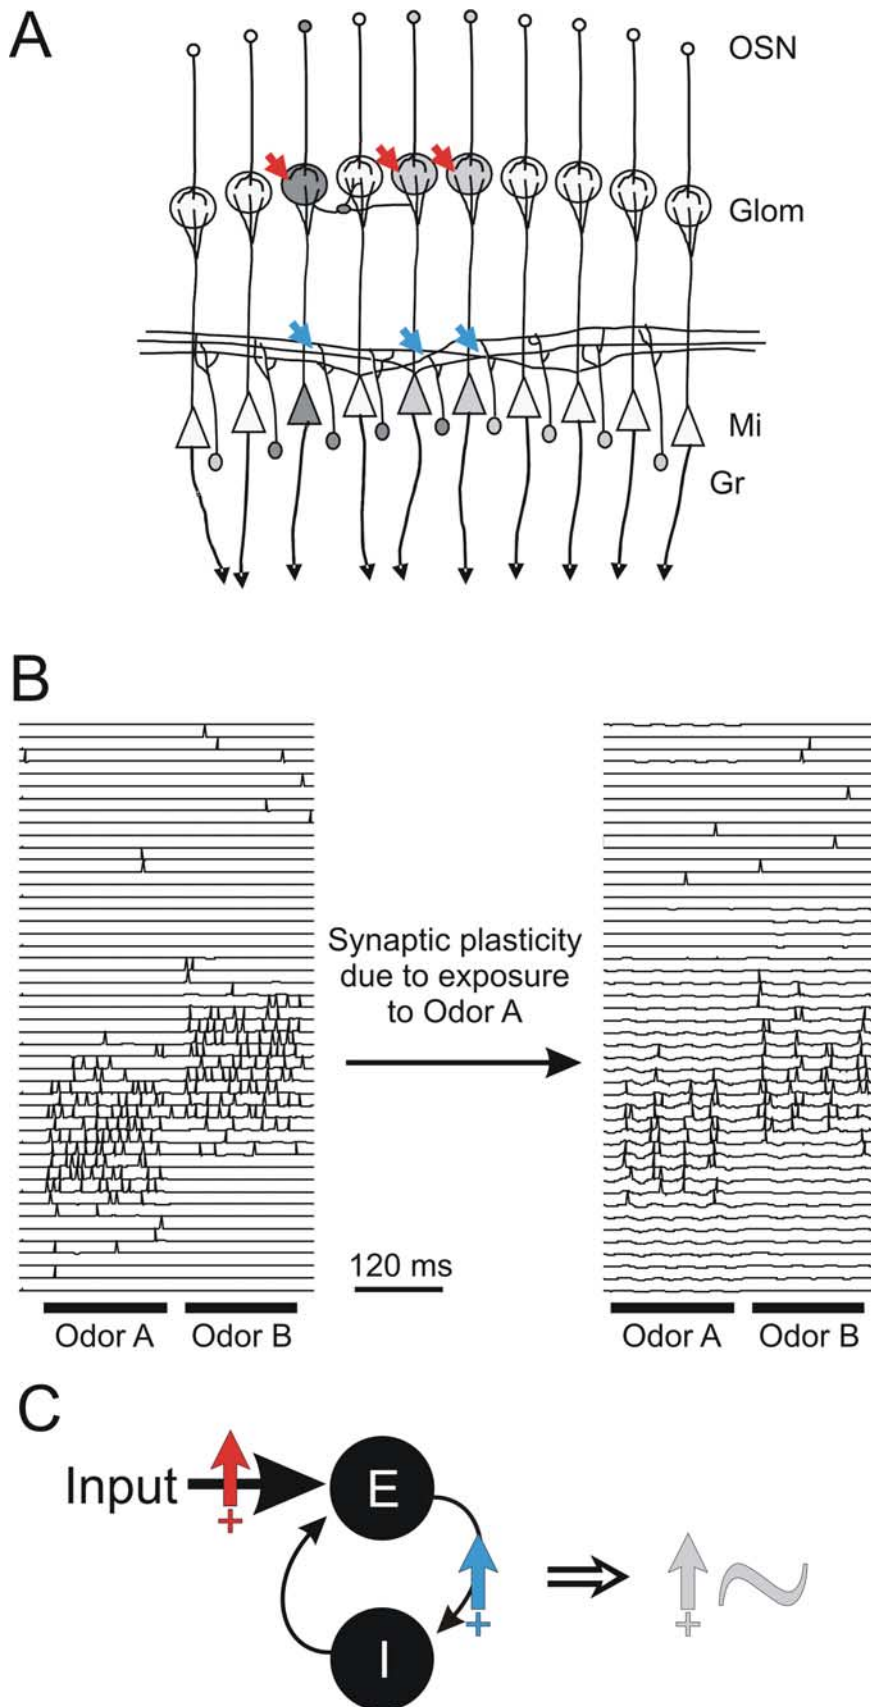 A
OSN
Glom
Mi
Gr
B
Synaptic plasticity
due to exposure
to Odor A
120 ms
Odor A Odor B
Odor A Odor B
C
Input
E
I
+
+
+